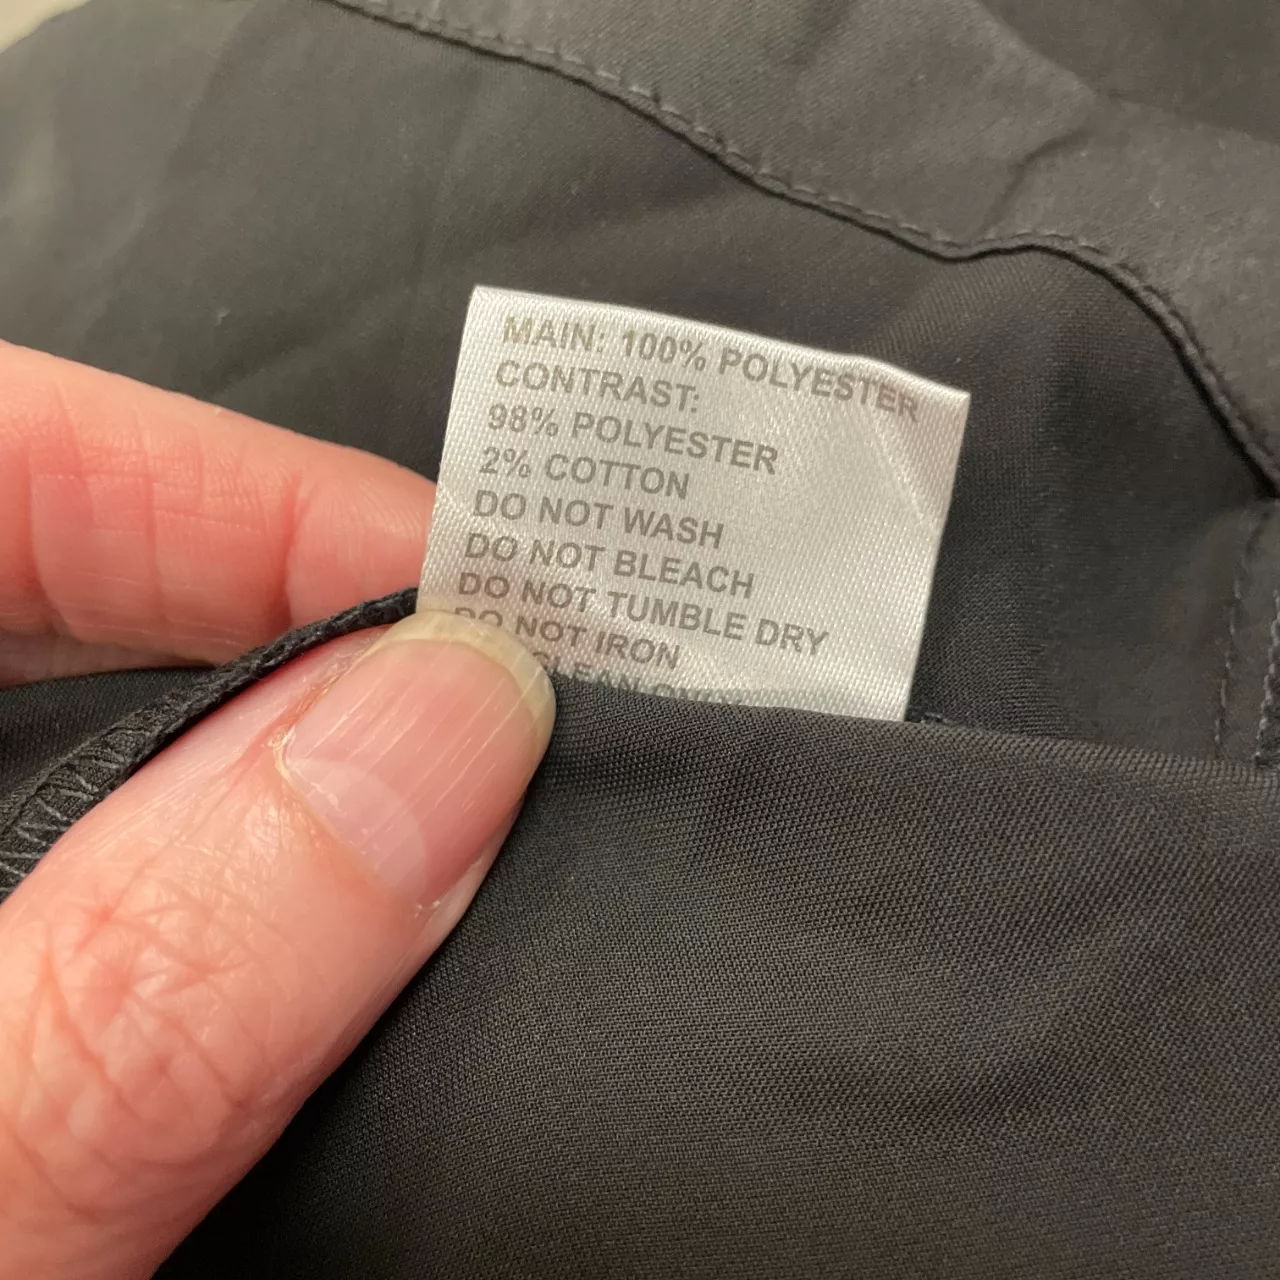 MAIN: 100% POLYESTER
CONTRAST:
98% POLYESTER
2% COTTON
DO NOT WASH
DO NOT BLEACH
DO NOT TUMBLE DRY
DO NOT IRON
CLEAN